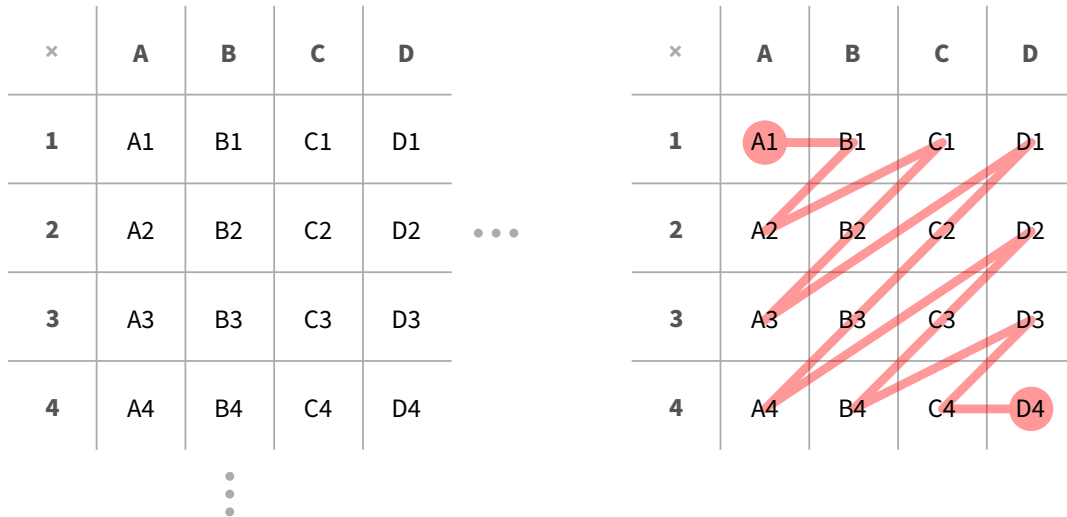 × A B C D
1 A1 B1 C1 D1
2 A2 B2 C2 D2
3 A3 B3 C3 D3
4 A4 B4 C4 D4
× A B C D
1 A1 B1 C1 D1
2 A2 B2 C2 D2
3 A3 B3 C3 D3
4 A4 B4 C4 D4